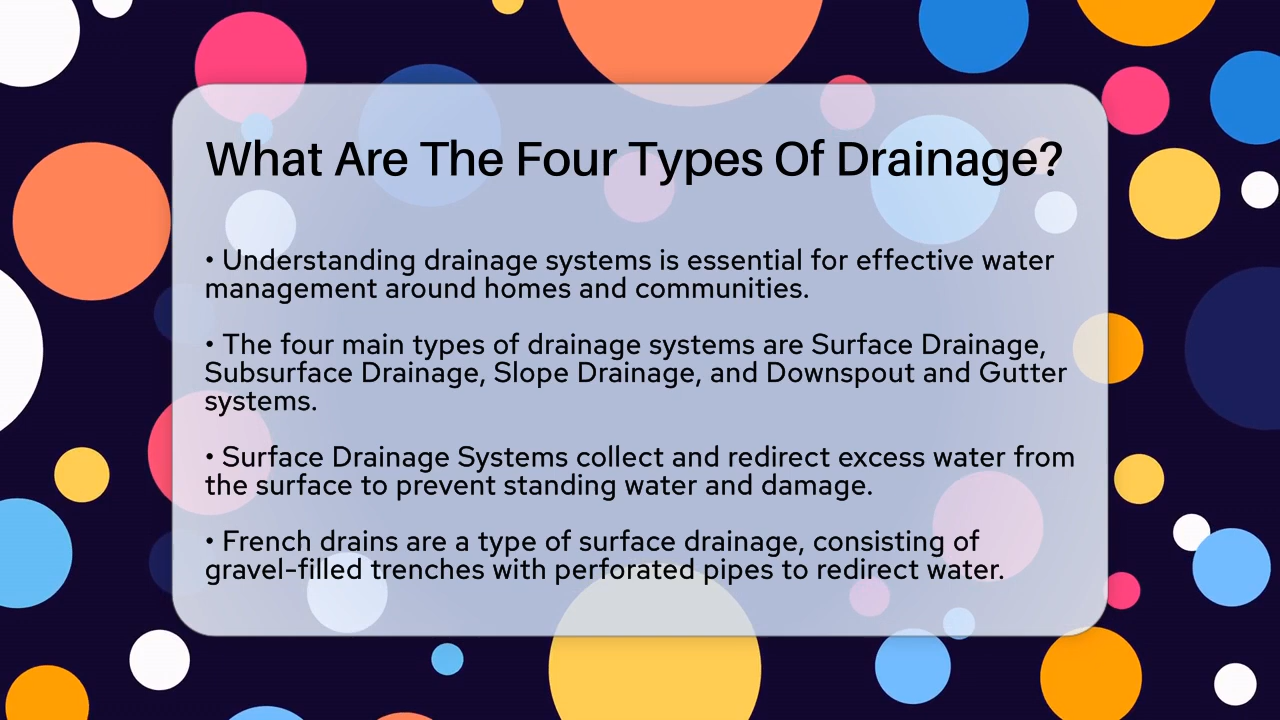 What Are The Four Types Of Drainage?
• Understanding drainage systems is essential for effective water
management around homes and communities.
• The four main types of drainage systems are Surface Drainage,
Subsurface Drainage, Slope Drainage, and Downspout and Gutter
systems.
• Surface Drainage Systems collect and redirect excess water from
the surface to prevent standing water and damage.
• French drains are a type of surface drainage, consisting of
gravel-filled trenches with perforated pipes to redirect water.